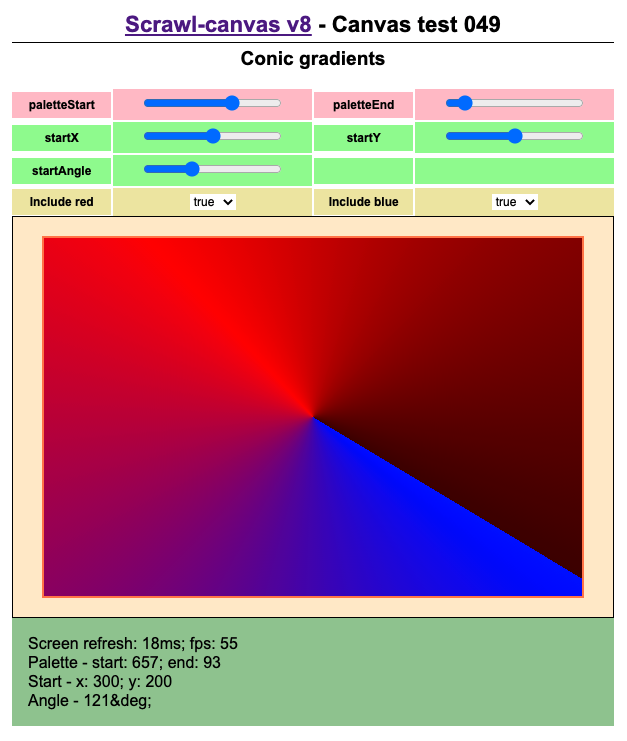 Scrawl-canvas v8 - Canvas test 049
Conic gradients
paletteStart paletteEnd
startX startY
startAngle
Include red true Include blue true
Screen refresh: 18ms; fps: 55
Palette - start: 657; end: 93
Start - x: 300; y: 200
Angle - 121&deg;